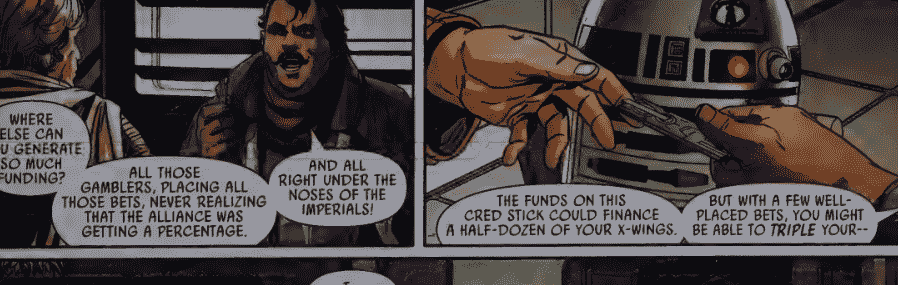 WHERE
ELSE CAN
U GENERATE
SO MUCH
FUNDING?
ALL THOSE
GAMBLERS, PLACING ALL
THOSE BETS, NEVER REALIZING
THAT THE ALLIANCE WAS
GETTING A PERCENTAGE.
AND ALL
RIGHT UNDER THE
NOSES OF THE
IMPERIALS!
THE FUNDS ON THIS
CRED STICK COULD FINANCE
A HALF-DOZEN OF YOUR X-WINGS.
BUT WITH A FEW WELL-
PLACED BETS, YOU MIGHT
BE ABLE TO TRIPLE YOUR--